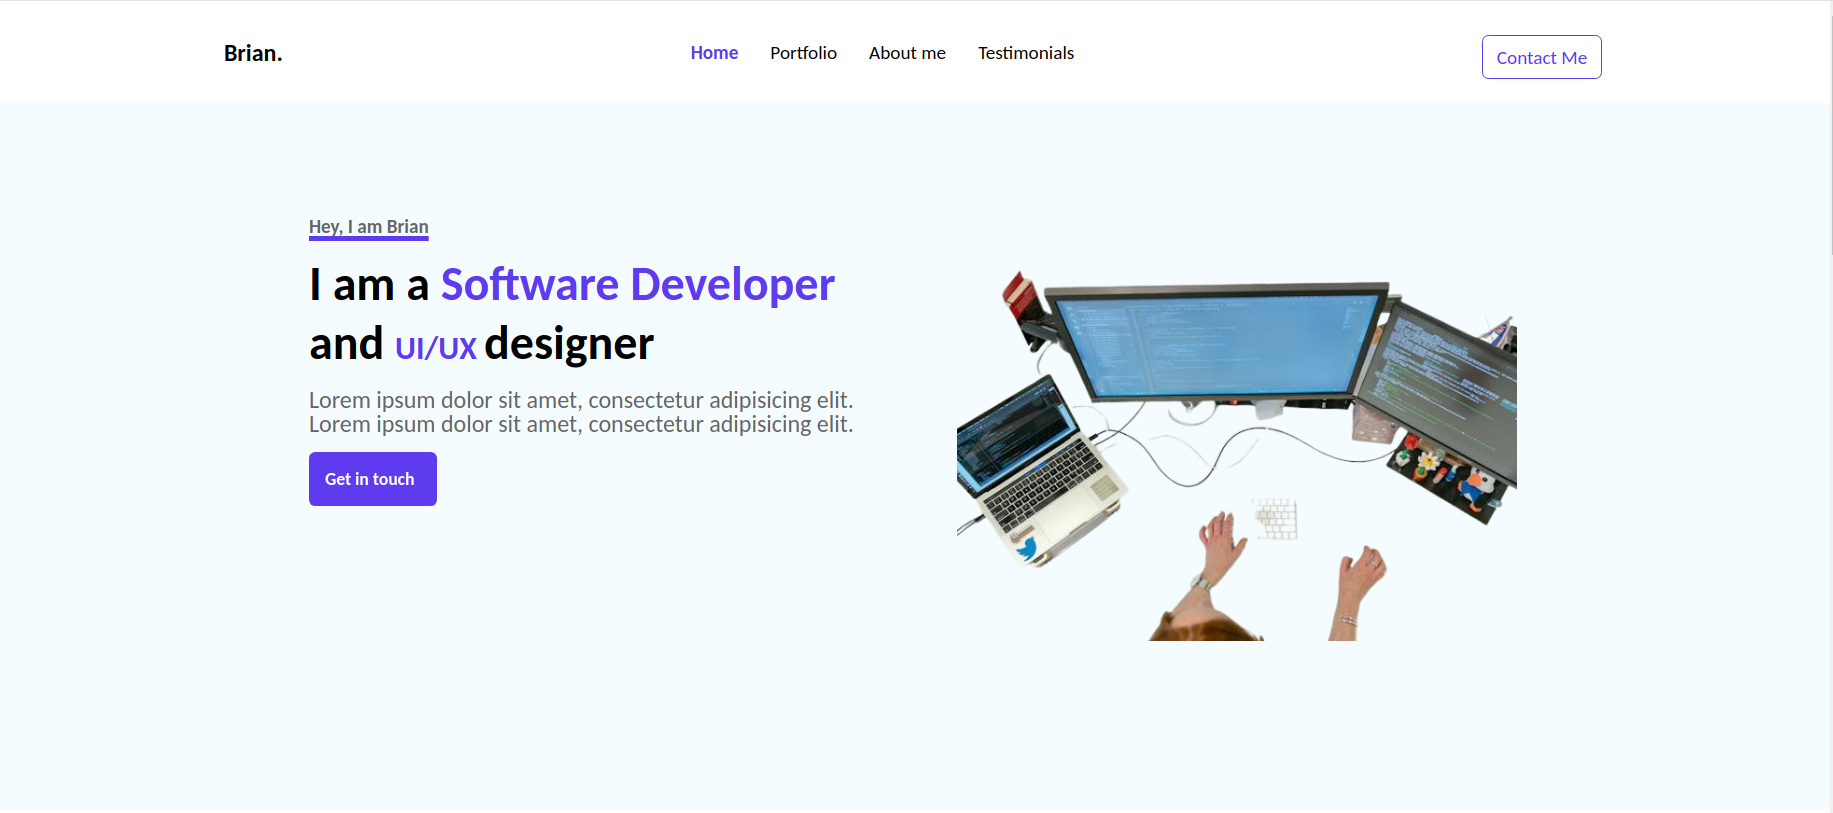 Brian.
Home Portfolio About me Testimonials
Contact Me
Hey, I am Brian
I am a Software Developer
and UI/UX designer
Lorem ipsum dolor sit amet, consectetur adipisicing elit.
Lorem ipsum dolor sit amet, consectetur adipisicing elit.
Get in touch